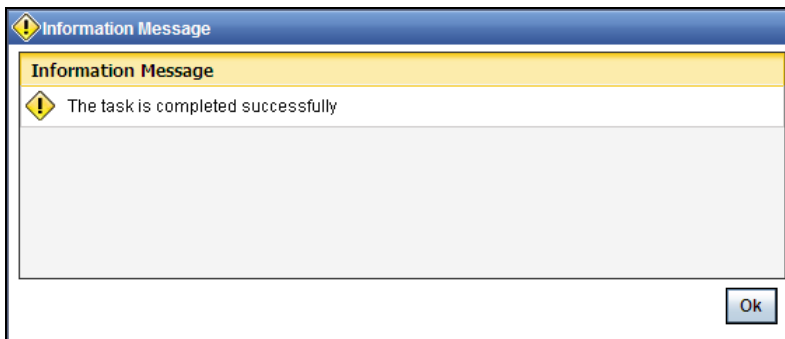 Information Message
Information Message
The task is completed successfully
Ok